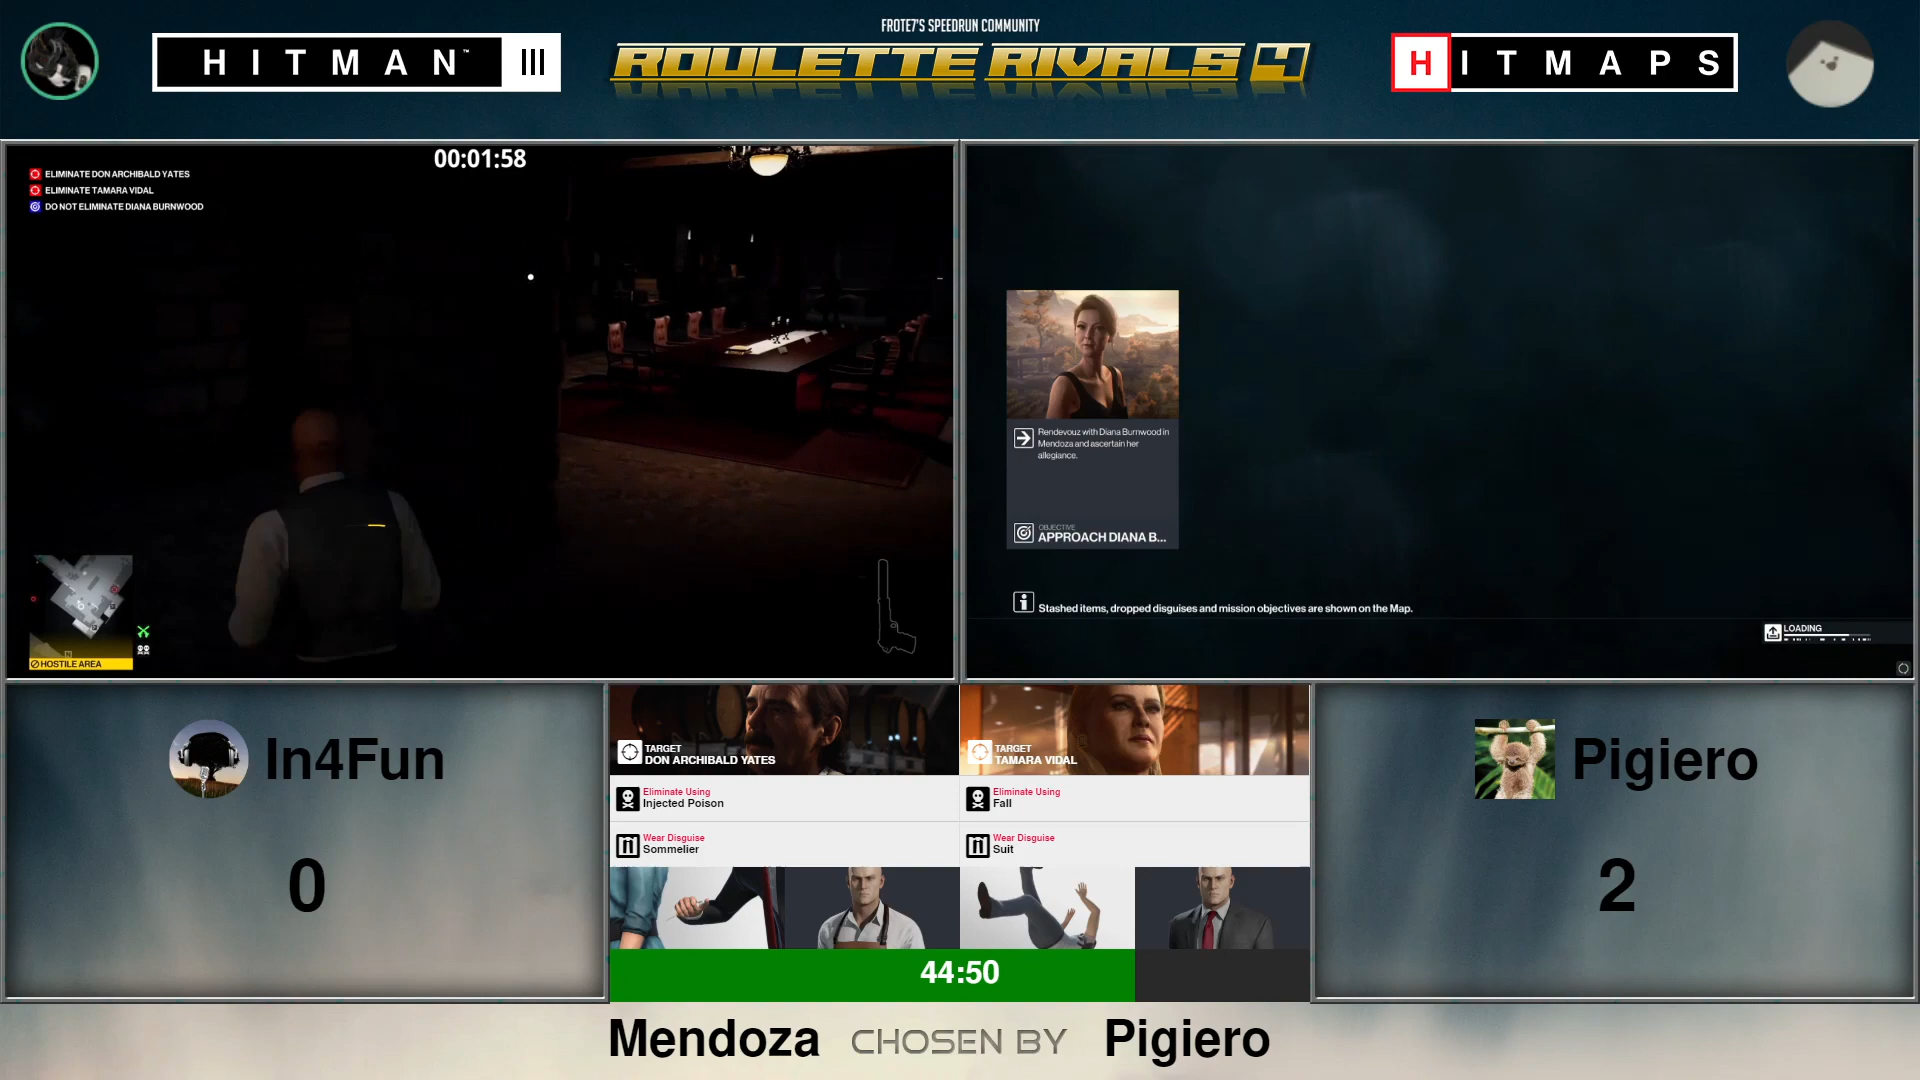 FROTE7'S SPEEDRUN COMMUNITY
HITMAN™ III
ROULETTE RIVALS 4
HITMAPS
00:01:58
ELIMINATE DON ARCHIBALD YATES
ELIMINATE TAMARA VIDAL
DO NOT ELIMINATE DIANA BURNWOOD
N
HOSTILE AREA
Rendevouz with Diana Burnwood in
Mendoza and ascertain her
allegiance.
OBJECTIVE
APPROACH DIANA B...
Stashed items, dropped disguises and mission objectives are shown on the Map.
LOADING
In4Fun
0
TARGET
DON ARCHIBALD YATES
Eliminate Using
Injected Poison
Wear Disguise
Sommelier
TARGET
TAMARA VIDAL
Eliminate Using
Fall
Wear Disguise
Suit
44:50
Pigiero
2
Mendoza CHOSEN BY Pigiero